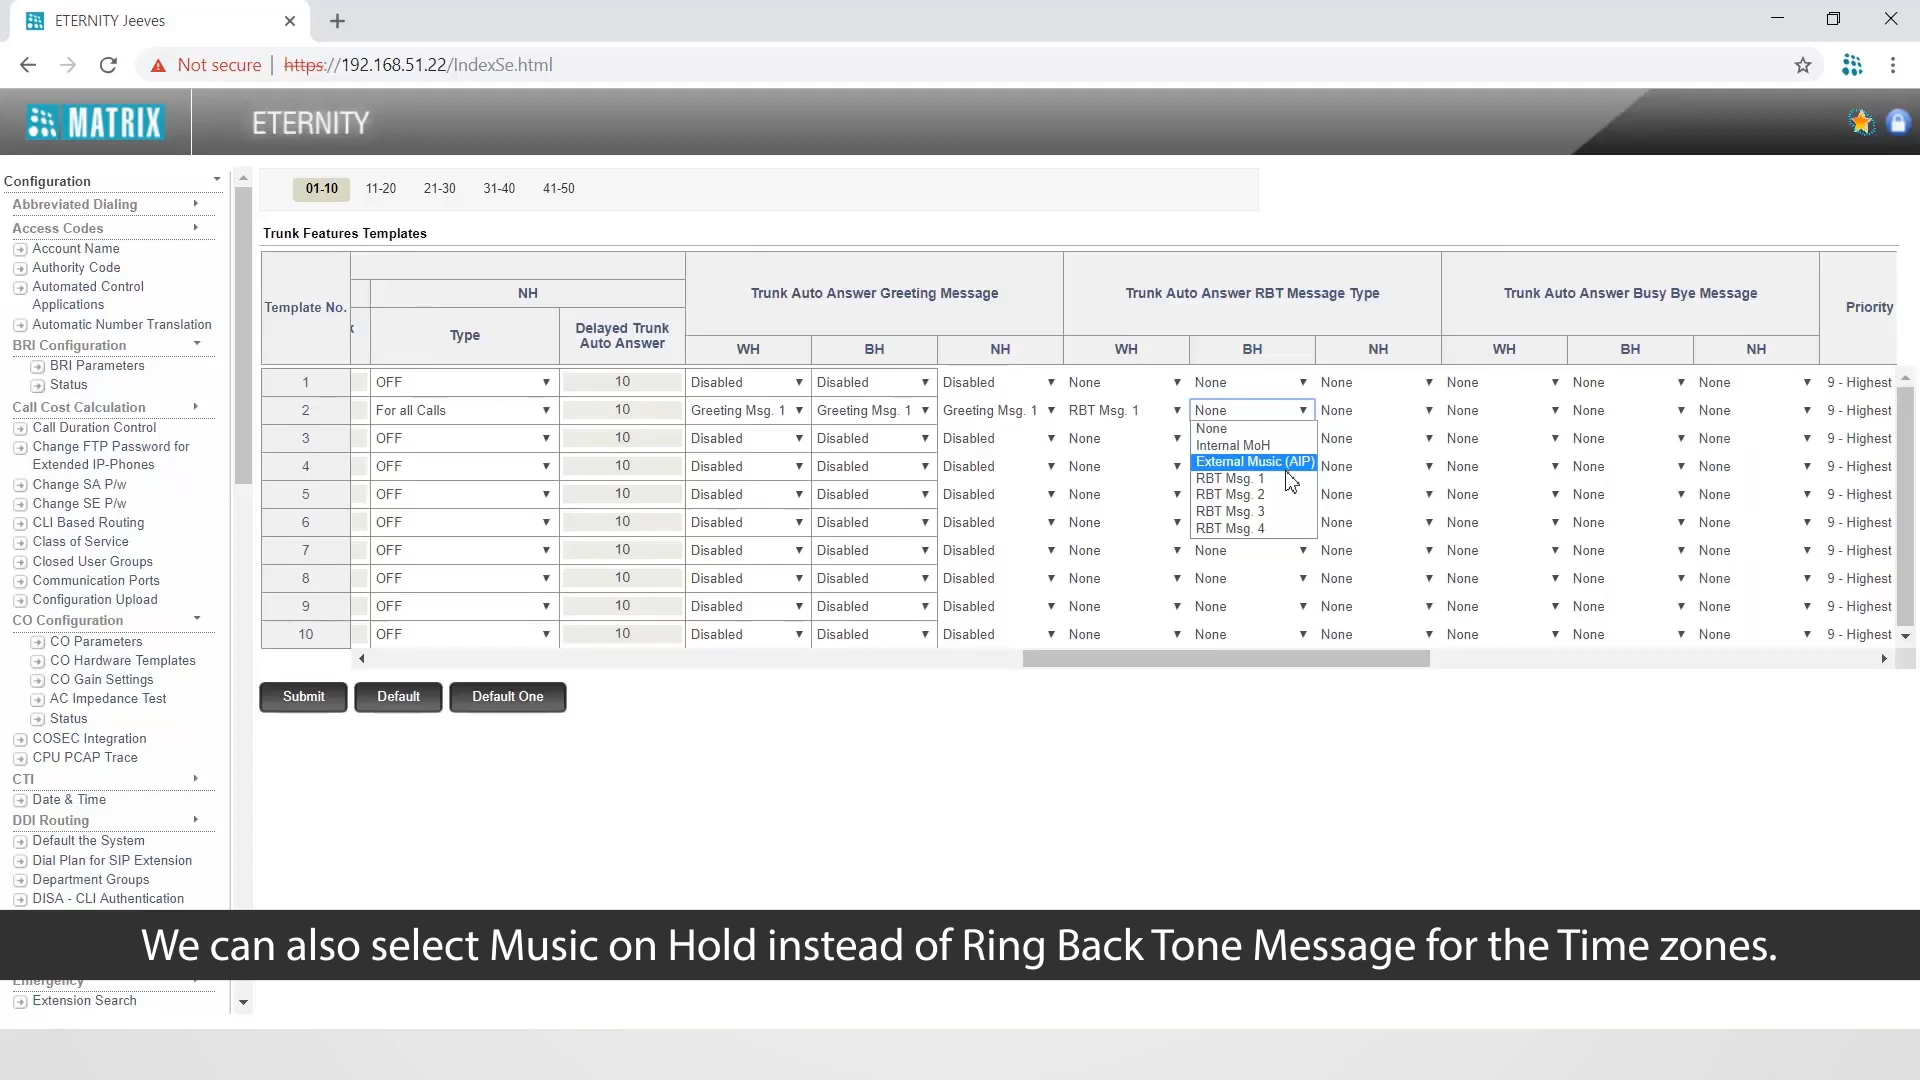 ETERNITY Jeeves
Not secure | https://192.168.51.22/IndexSe.html
MATRIX
ETERNITY
Configuration
Abbreviated Dialing
Access Codes
Account Name
Authority Code
Automated Control
Applications
Automatic Number Translation
BRI Configuration
BRI Parameters
Status
Call Cost Calculation
Call Duration Control
Change FTP Password for
Extended IP-Phones
Change SA P/w
Change SE P/w
CLI Based Routing
Class of Service
Closed User Groups
Communication Ports
Configuration Upload
CO Configuration
CO Parameters
CO Hardware Templates
CO Gain Settings
AC Impedance Test
Status
COSEC Integration
CPU PCAP Trace
CTI
Date & Time
DDI Routing
Default the System
Dial Plan for SIP Extension
Department Groups
DISA - CLI Authentication
Emergency
Extension Search
01-10 11-20 21-30 31-40 41-50
Trunk Features Templates
Template No. NH Type Delayed Trunk Auto Answer Trunk Auto Answer Greeting Message Trunk Auto Answer RBT Message Type Trunk Auto Answer Busy Bye Message Priority
WH BH NH WH BH NH WH BH NH
1 OFF 10 Disabled Disabled Disabled None None None None None None 9 - Highest
2 For all Calls 10 Greeting Msg. 1 Greeting Msg. 1 Greeting Msg. 1 RBT Msg. 1 None None None None None 9 - Highest
3 OFF 10 Disabled Disabled Disabled None None None None None 9 - Highest
4 OFF 10 Disabled Disabled Disabled None None None None None 9 - Highest
5 OFF 10 Disabled Disabled Disabled None None None None None 9 - Highest
6 OFF 10 Disabled Disabled Disabled None None None None None 9 - Highest
7 OFF 10 Disabled Disabled Disabled None None None None None None 9 - Highest
8 OFF 10 Disabled Disabled Disabled None None None None None None 9 - Highest
9 OFF 10 Disabled Disabled Disabled None None None None None None 9 - Highest
10 OFF 10 Disabled Disabled Disabled None None None None None None 9 - Highest
None
Internal MoH
External Music (AIP)
RBT Msg. 1
RBT Msg. 2
RBT Msg. 3
RBT Msg. 4
Submit Default Default One
We can also select Music on Hold instead of Ring Back Tone Message for the Time zones.